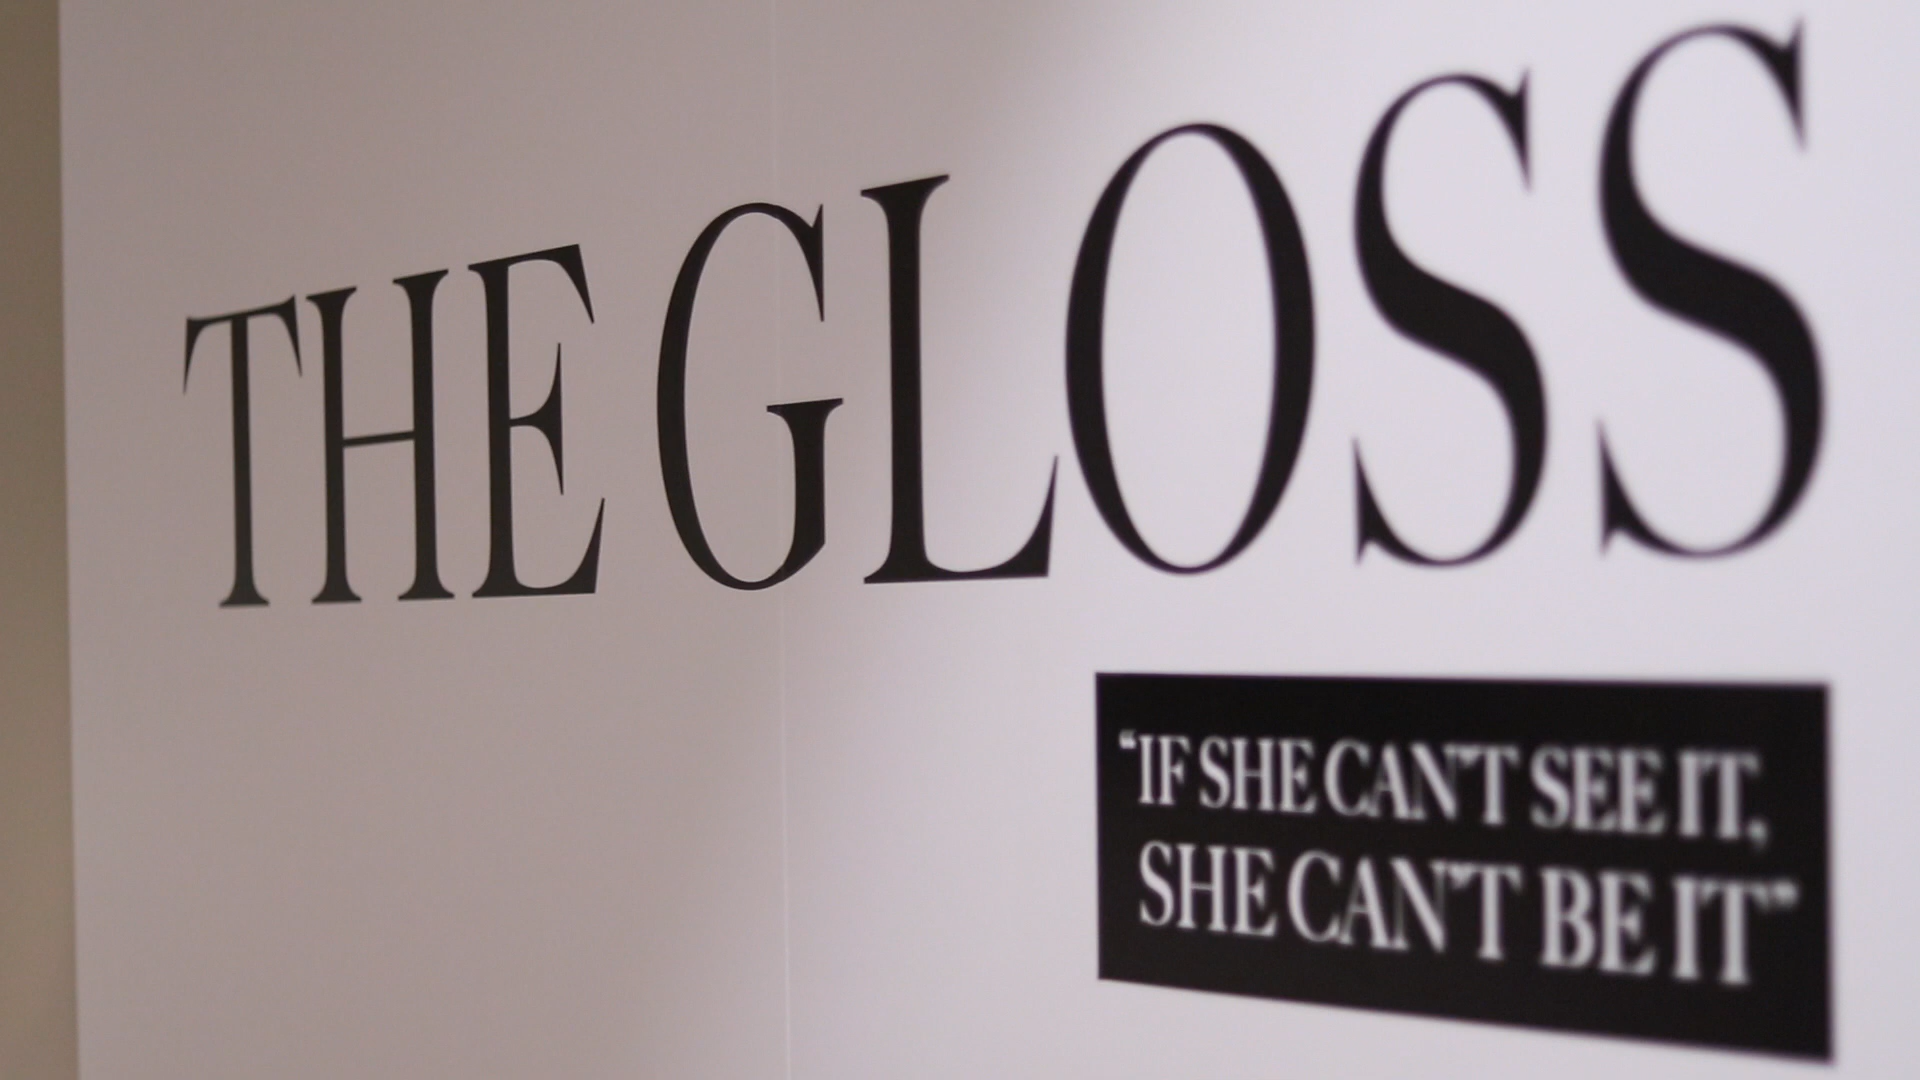 THE GLOSS
“IF SHE CAN'T SEE IT,
SHE CAN'T BE IT”